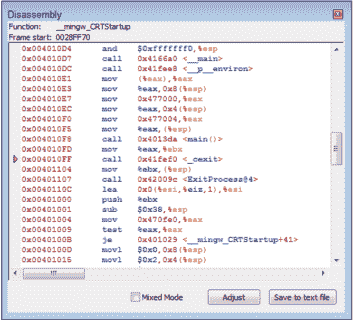 Disassembly
Function: __mingw_CRTStartup
Frame start: 0028FF70
0x004010D4 and $0xfffffff0,%esp
0x004010D7 call 0x4166a0 <__main>
0x004010DC call 0x41fee8 <__p__environ>
0x004010E1 mov (%eax),%eax
0x004010E3 mov %eax,0x8(%esp)
0x004010E7 mov 0x477000,%eax
0x004010EC mov %eax,0x4(%esp)
0x004010F0 mov 0x477004,%eax
0x004010F5 mov %eax,(%esp)
0x004010F8 call 0x4013da <main()>
0x004010FD mov %eax,%ebx
0x004010FF call 0x41fef0 <_cexit>
0x00401104 mov %ebx,(%esp)
0x00401107 call 0x42009c <ExitProcess@4>
0x0040110C lea 0x0(%esi,%eiz,1),%esi
0x00401000 push %ebx
0x00401001 sub $0x38,%esp
0x00401004 mov 0x470fe0,%eax
0x00401009 test %eax,%eax
0x0040100B je 0x401029 <__mingw_CRTStartup+41>
0x0040100D movl $0x0,0x8(%esp)
0x00401015 movl $0x2,0x4(%esp)
Mixed Mode Adjust Save to text file